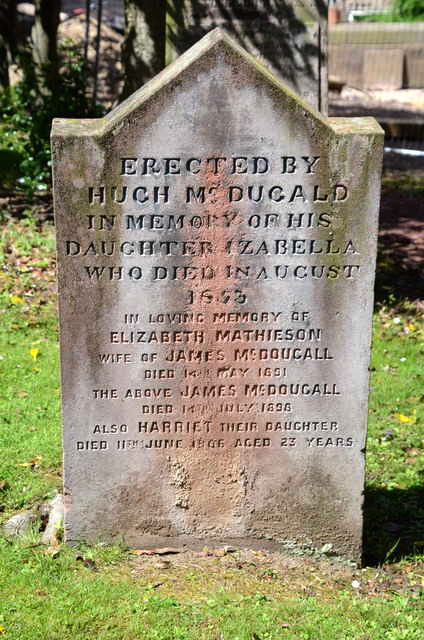 ERECTED BY
HUGH McDUGALD
IN MEMORY OF HIS
DAUGHTER IZABELLA
WHO DIED IN AUGUST
1853
IN LOVING MEMORY OF
ELIZABETH MATHIESON
WIFE OF JAMES McDOUGALL
DIED 14TH MAY 1891
THE ABOVE JAMES McDOUGALL
DIED 14TH JULY 1898
ALSO HARRIET THEIR DAUGHTER
DIED 11TH JUNE AGED 23 YEARS